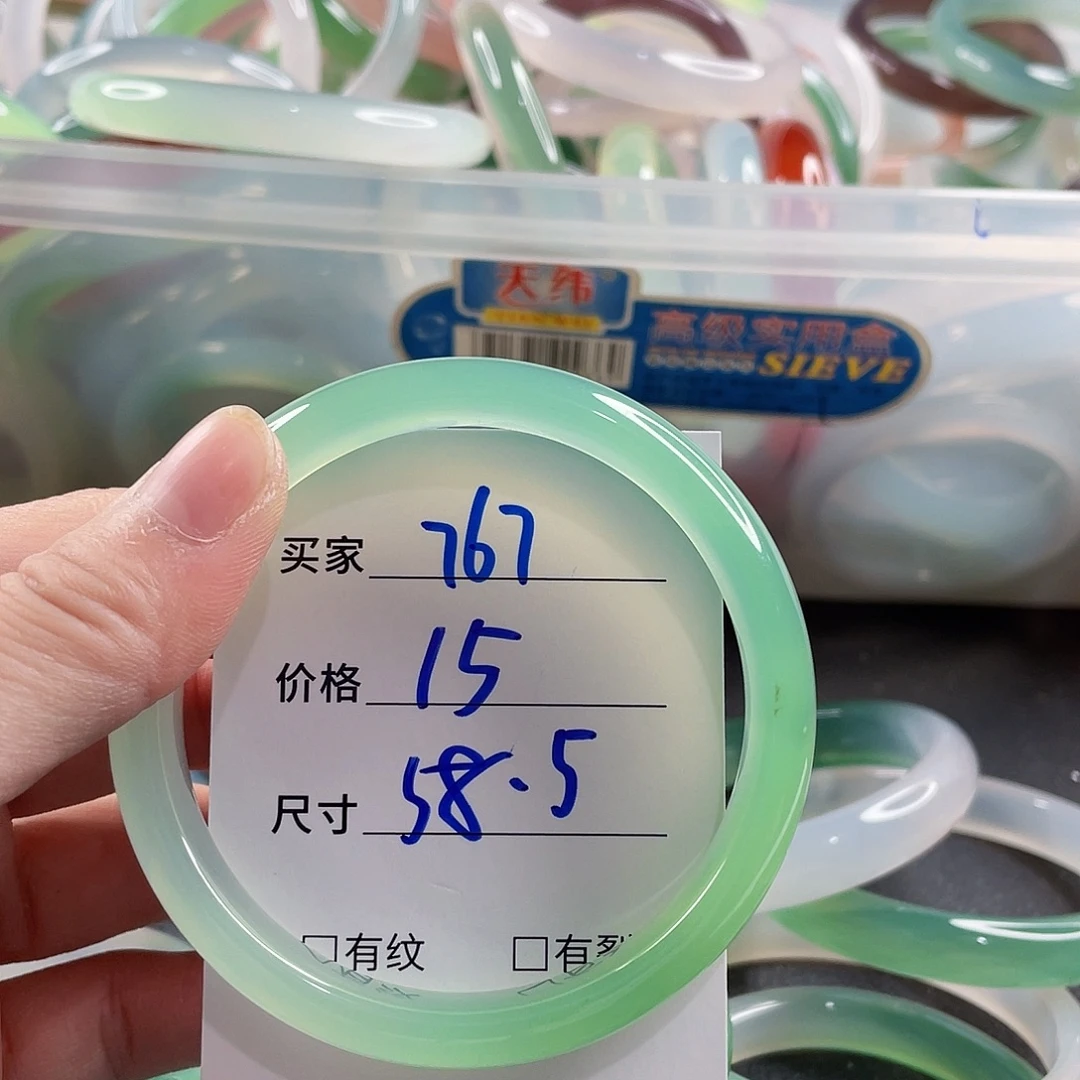 天纬
高级实用盒
SIEVE
买家 767
价格 15
尺寸 58.5
□有纹 □有裂